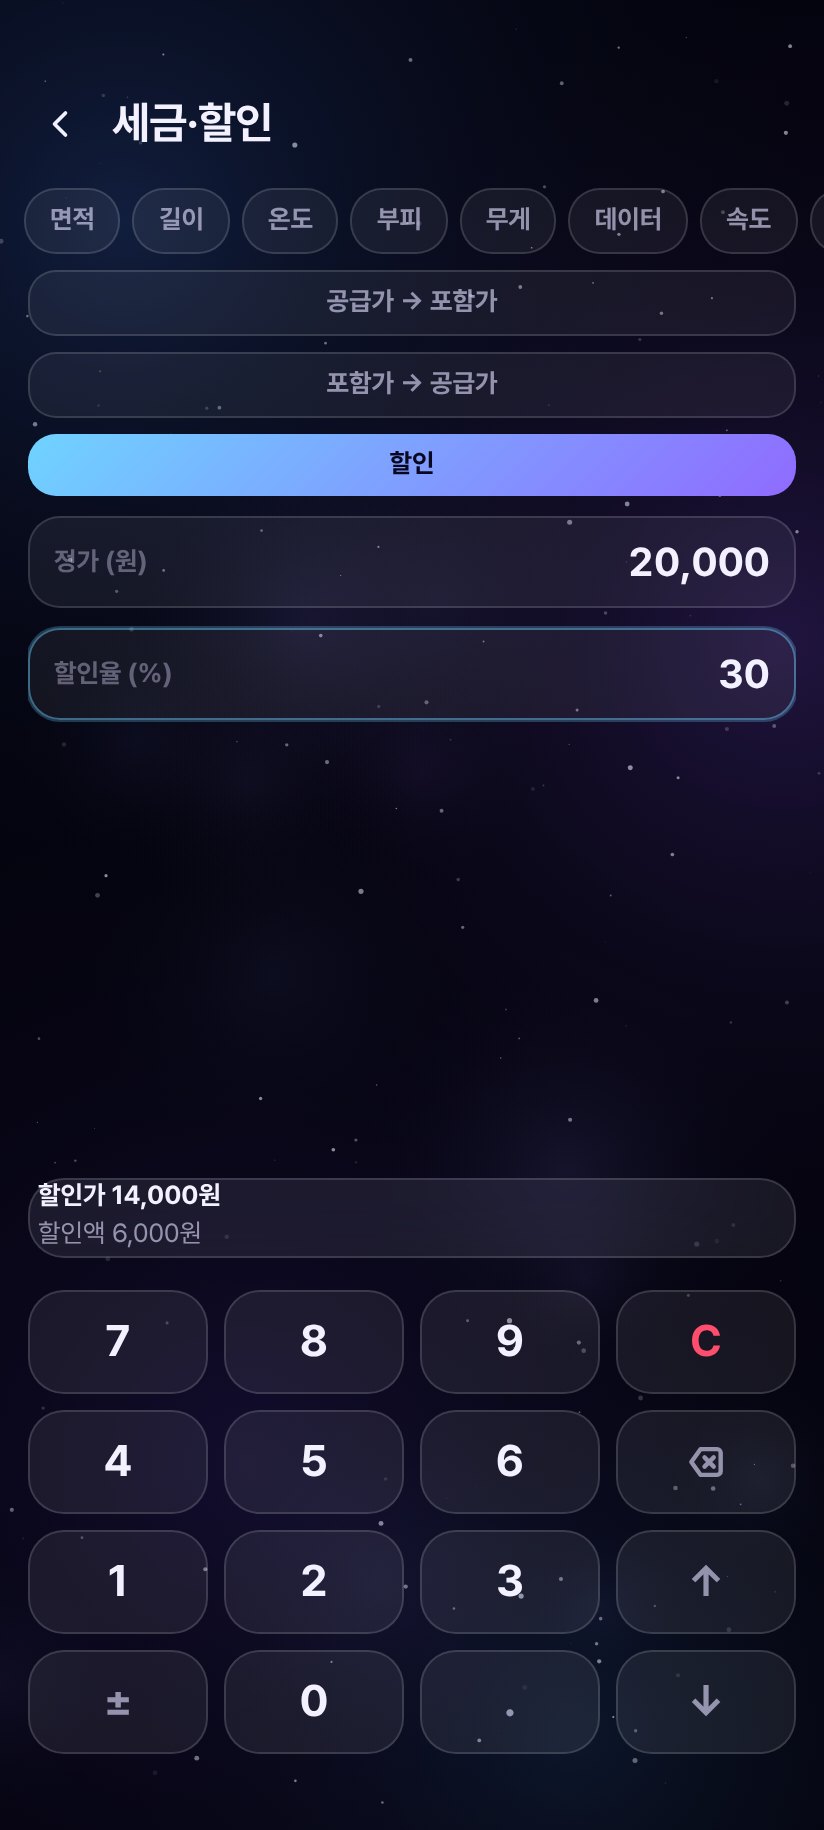 세금·할인
면적 길이 온도 부피 무게 데이터 속도
공급가 → 포함가
포함가 → 공급가
할인
정가 (원) 20,000
할인율 (%) 30
할인가 14,000원
할인액 6,000원
7 8 9 C
4 5 6
1 2 3 ↑
± 0 . ↓